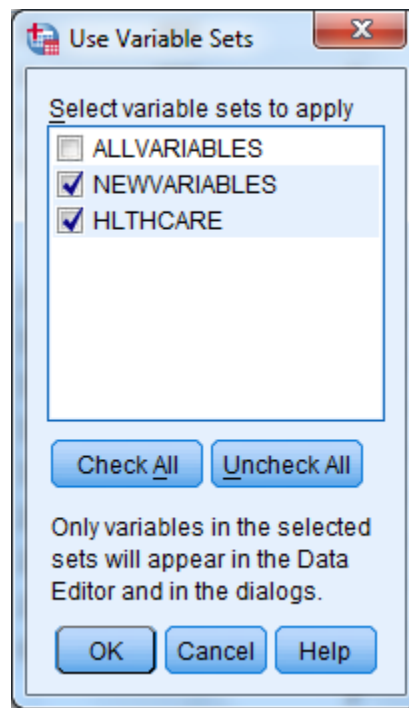 Use Variable Sets
Select variable sets to apply
ALLVARIABLES
NEWVARIABLES
HLTHCARE
Check All Uncheck All
Only variables in the selected
sets will appear in the Data
Editor and in the dialogs.
OK Cancel Help